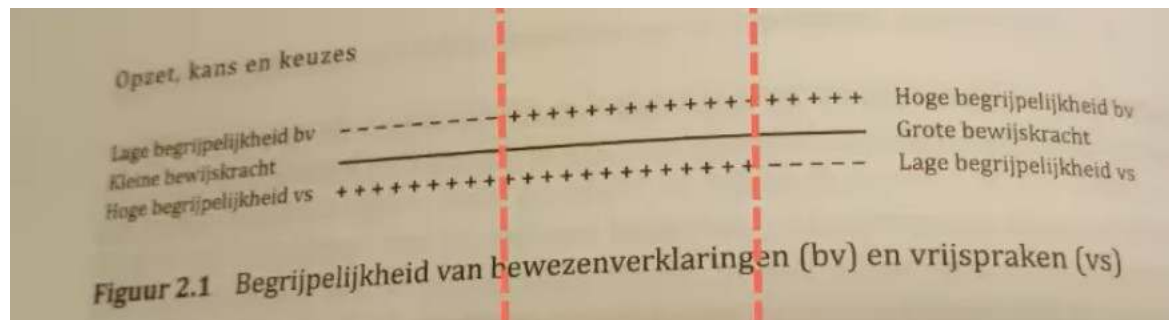 Opzet, kans en keuzes
Lage begrijpelijkheid bv - - - - - - - - - + + + + + + + + + + + + + + + + + + + Hoge begrijpelijkheid bv
Kleine bewijskracht Grote bewijskracht
Hoge begrijpelijkheid vs + + + + + + + + + + + + + + + + + + + + + + + - - - - - Lage begrijpelijkheid vs
Figuur 2.1 Begrijpelijkheid van bewezenverklaringen (bv) en vrijspraken (vs)